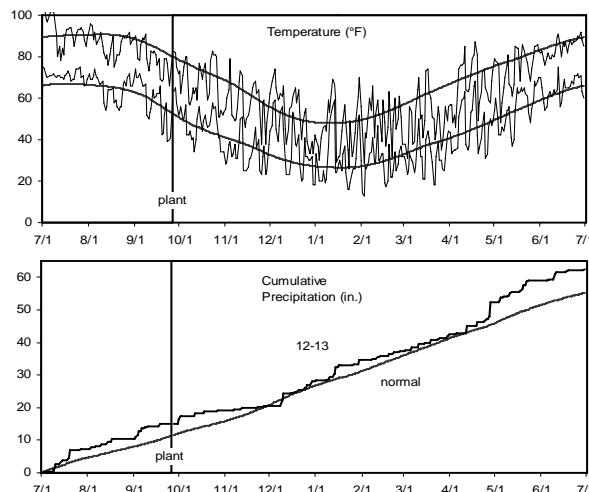 100
Temperature (°F)
80
60
40
20
plant
0
7/1 8/1 9/1 10/1 11/1 12/1 1/1 2/1 3/1 4/1 5/1 6/1 7/
60
Cumulative
Precipitation (in.)
50
12-13
40
30
normal
20
10
plant
0
7/1 8/1 9/1 10/1 11/1 12/1 1/1 2/1 3/1 4/1 5/1 6/1 7/